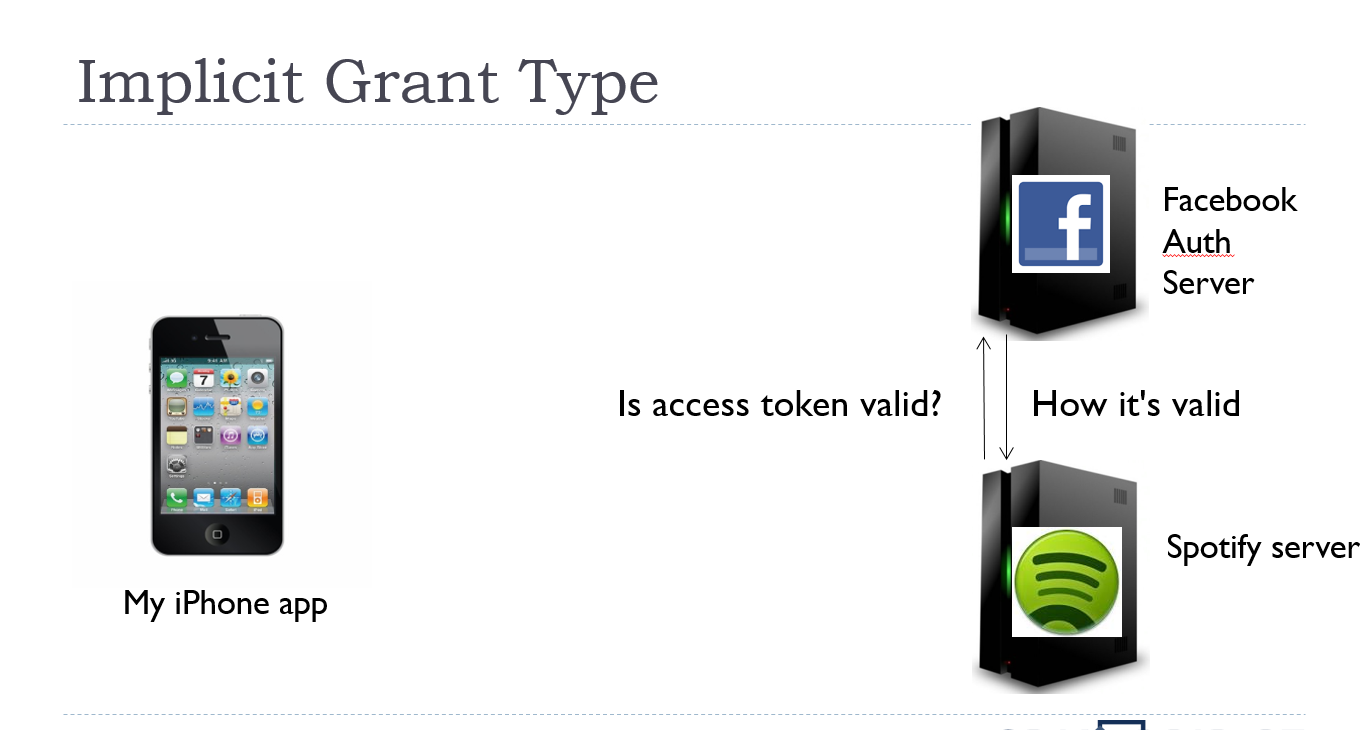 Implicit Grant Type
Facebook
Auth
Server
Is access token valid?
How it's valid
Spotify server
My iPhone app